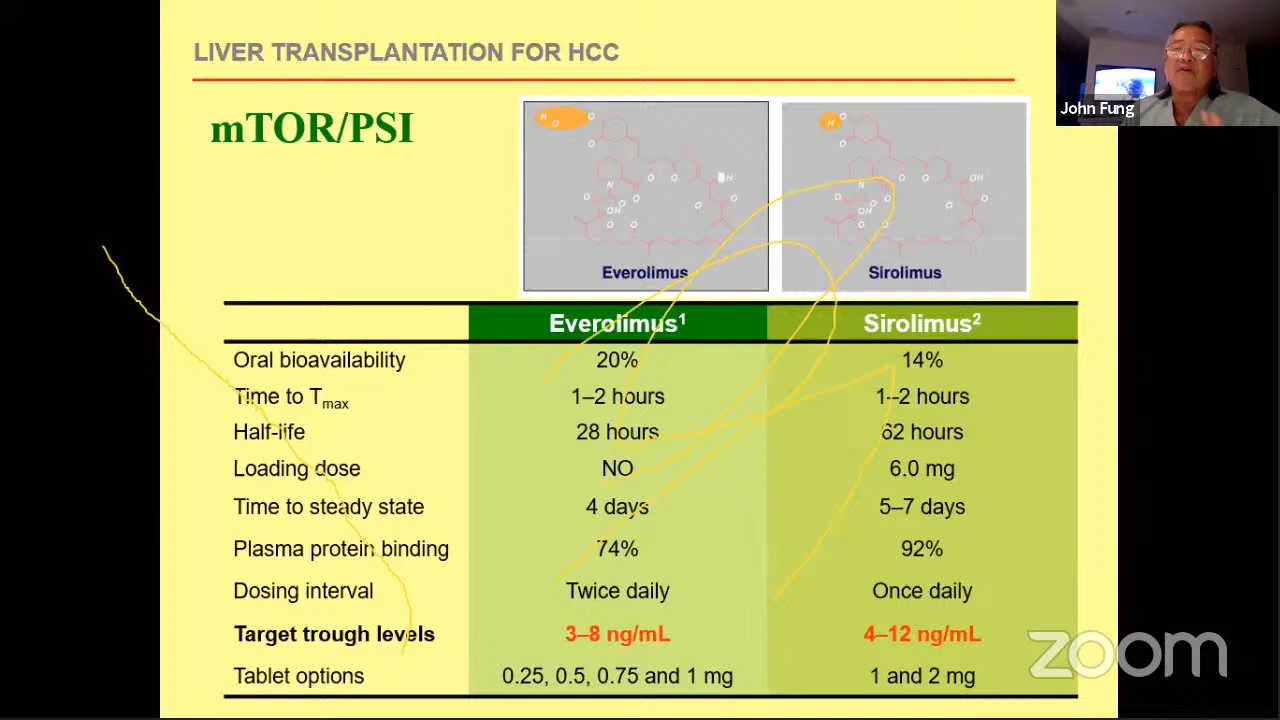 LIVER TRANSPLANTATION FOR HCC
John Fung
mTOR/PSI
Everolimus
Sirolimus
Everolimus1 Sirolimus2
Oral bioavailability 20% 14%
Time to Tmax 1–2 hours 1--2 hours
Half-life 28 hours 62 hours
Loading dose NO 6.0 mg
Time to steady state 4 days 5–7 days
Plasma protein binding 74% 92%
Dosing interval Twice daily Once daily
Target trough levels 3–8 ng/mL 4–12 ng/mL
Tablet options 0.25, 0.5, 0.75 and 1 mg 1 and 2 mg
zoom